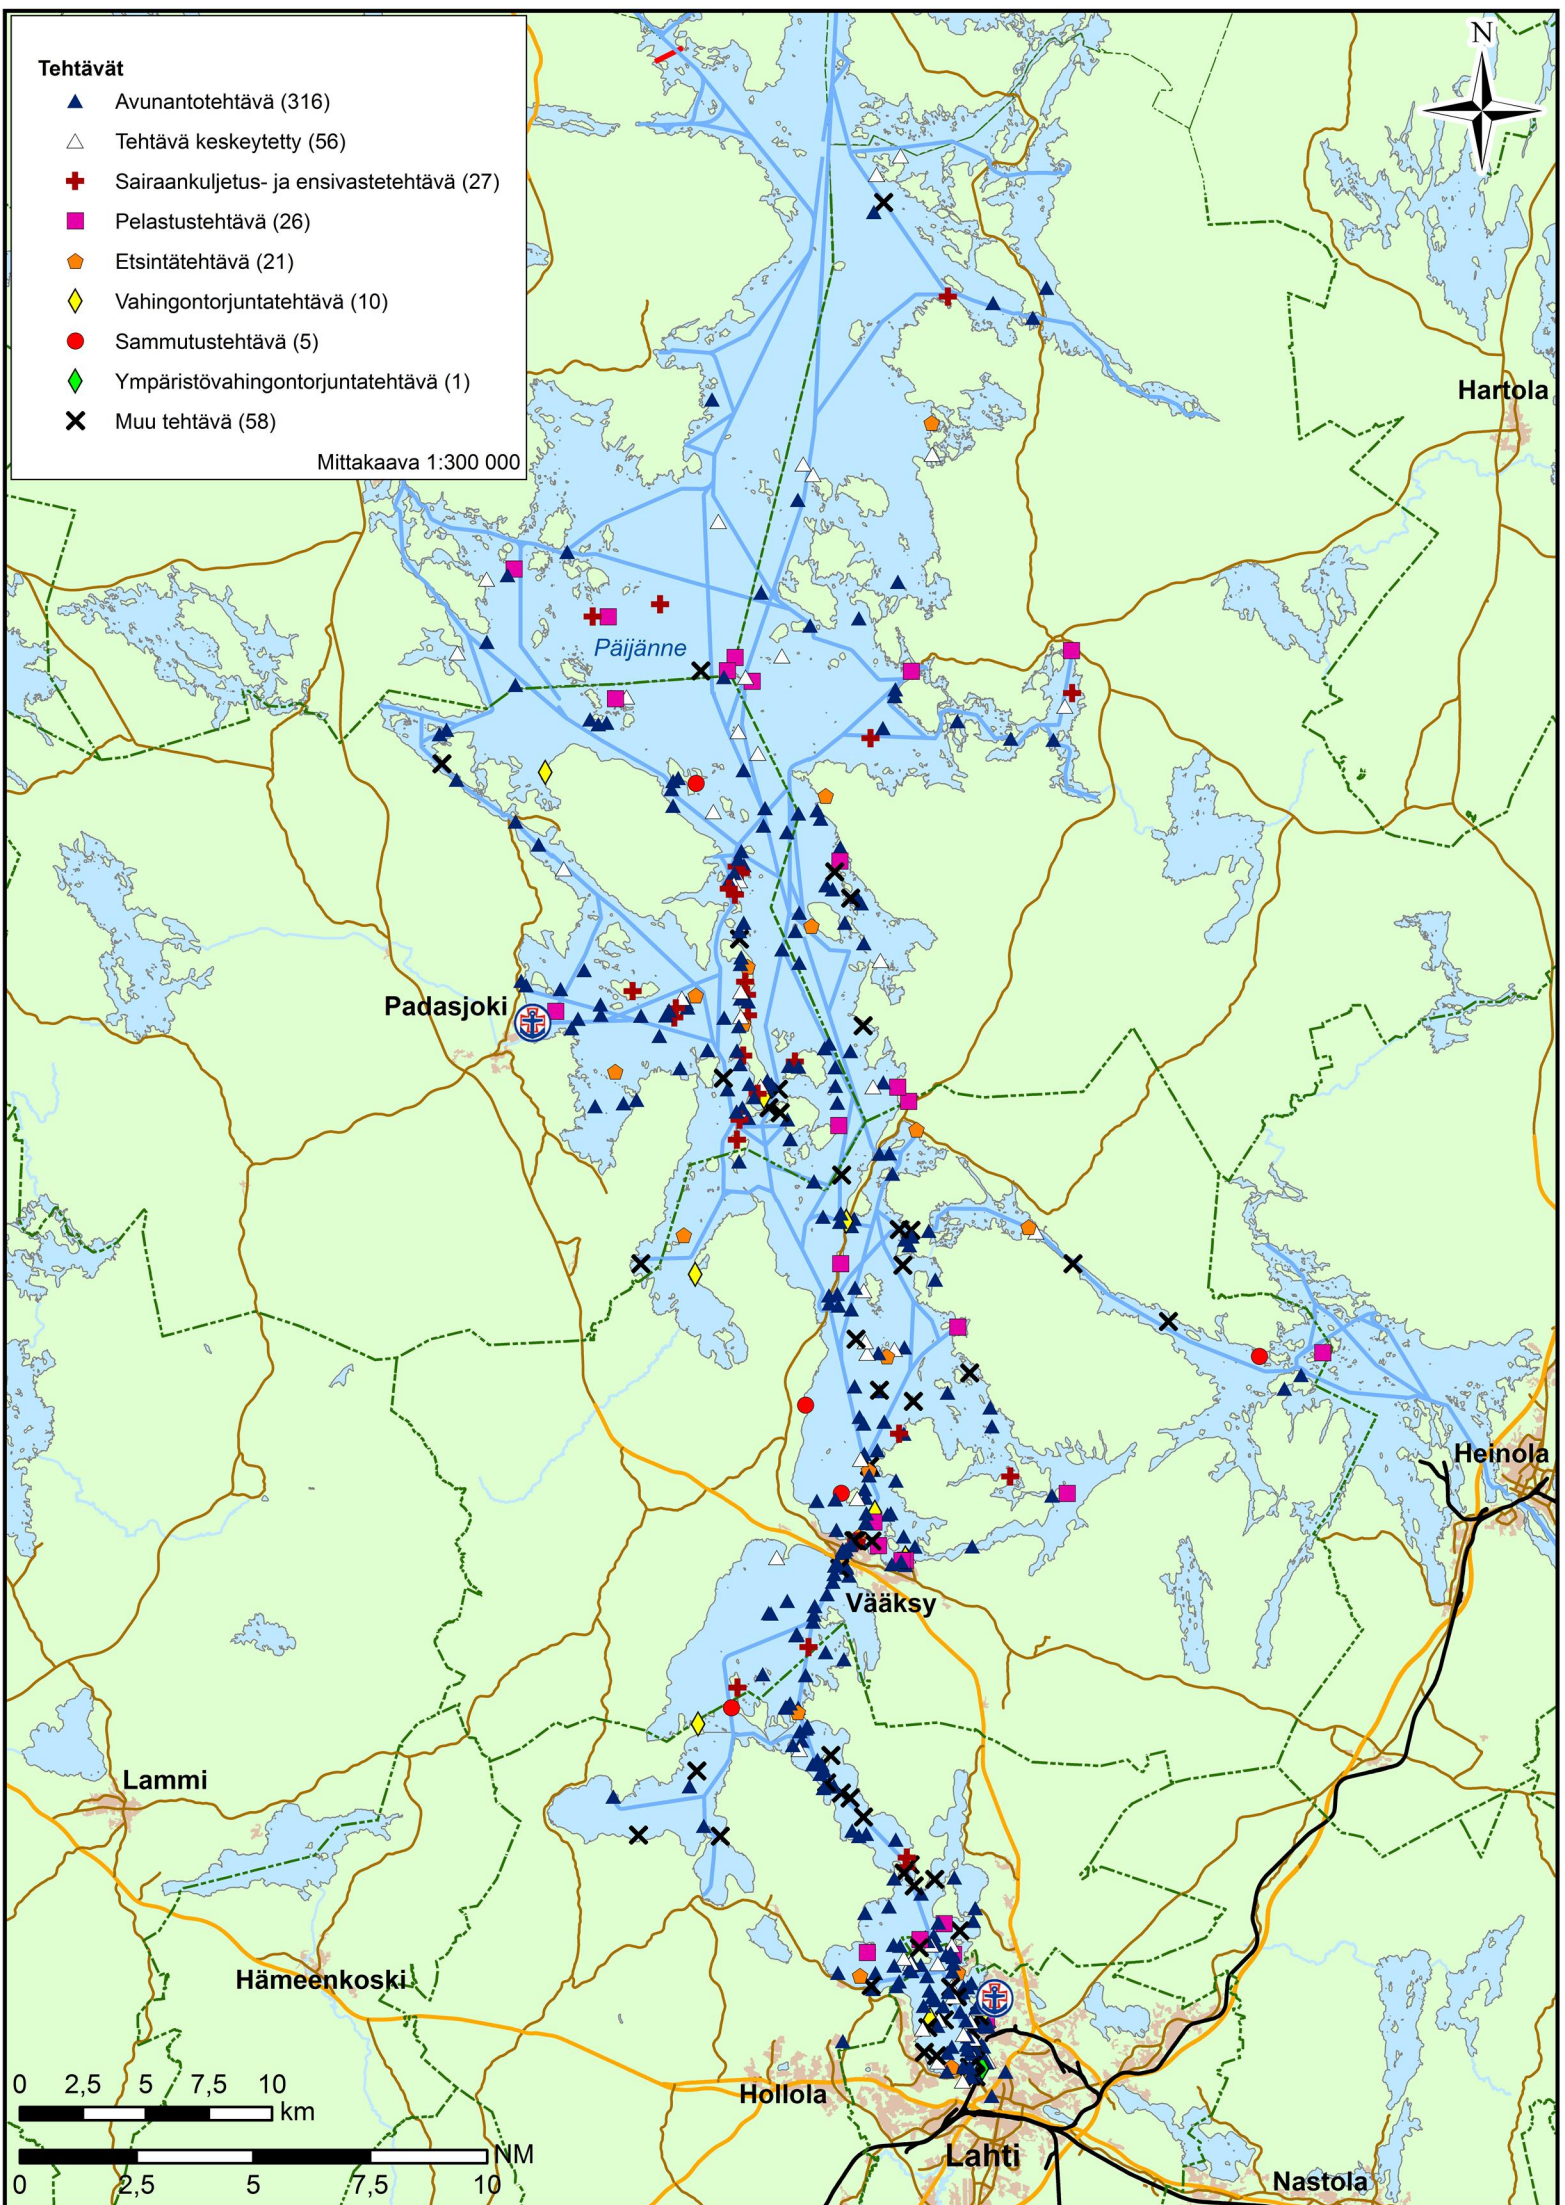 Tehtävät
Avunantotehtävä (316)
Tehtävä keskeytetty (56)
Sairaankuljetus- ja ensivastetehtävä (27)
Pelastustehtävä (26)
Etsintätehtävä (21)
Vahingontorjuntatehtävä (10)
Sammutustehtävä (5)
Ympäristövahingontorjuntatehtävä (1)
Muu tehtävä (58)
Mittakaava 1:300 000
N
Hartola
Päijänne
Padasjoki
Heinola
Vääksy
Lammi
Hämeenkoski
Hollola
Lahti
Nastola
0 2,5 5 7,5 10
km
NM
0 2,5 5 7,5 10